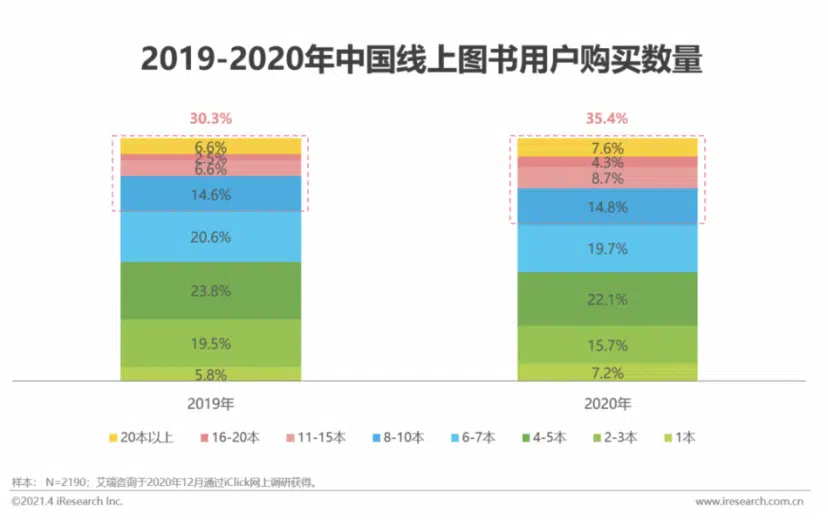 2019-2020年中国线上图书用户购买数量
30.3% 35.4%
6.6% 7.6%
2.5% 4.3%
6.6% 8.7%
14.6% 14.8%
20.6% 19.7%
23.8% 22.1%
19.5% 15.7%
5.8% 7.2%
2019年 2020年
20本以上 16-20本 11-15本 8-10本 6-7本 4-5本 2-3本 1本
样本： N=2190；艾瑞咨询于2020年12月通过iClick网上调研获得。
©2021.4 iResearch Inc. www.iresearch.com.cn